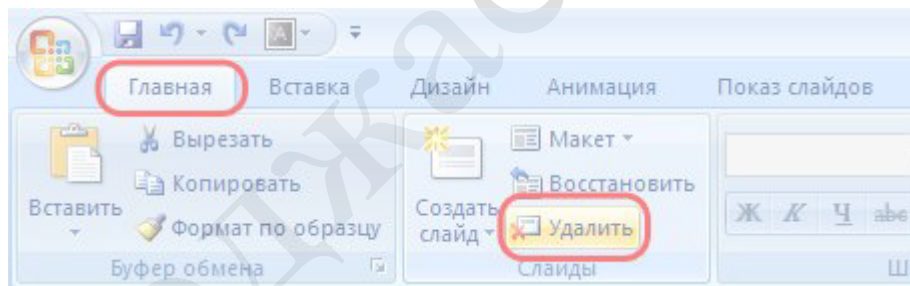 Главная Вставка Дизайн Анимация Показ слайдов
Вырезать Макет
Копировать Восстановить
Вставить Создать слайд Ж К Ч abc
Формат по образцу Удалить
Буфер обмена Слайды Ш